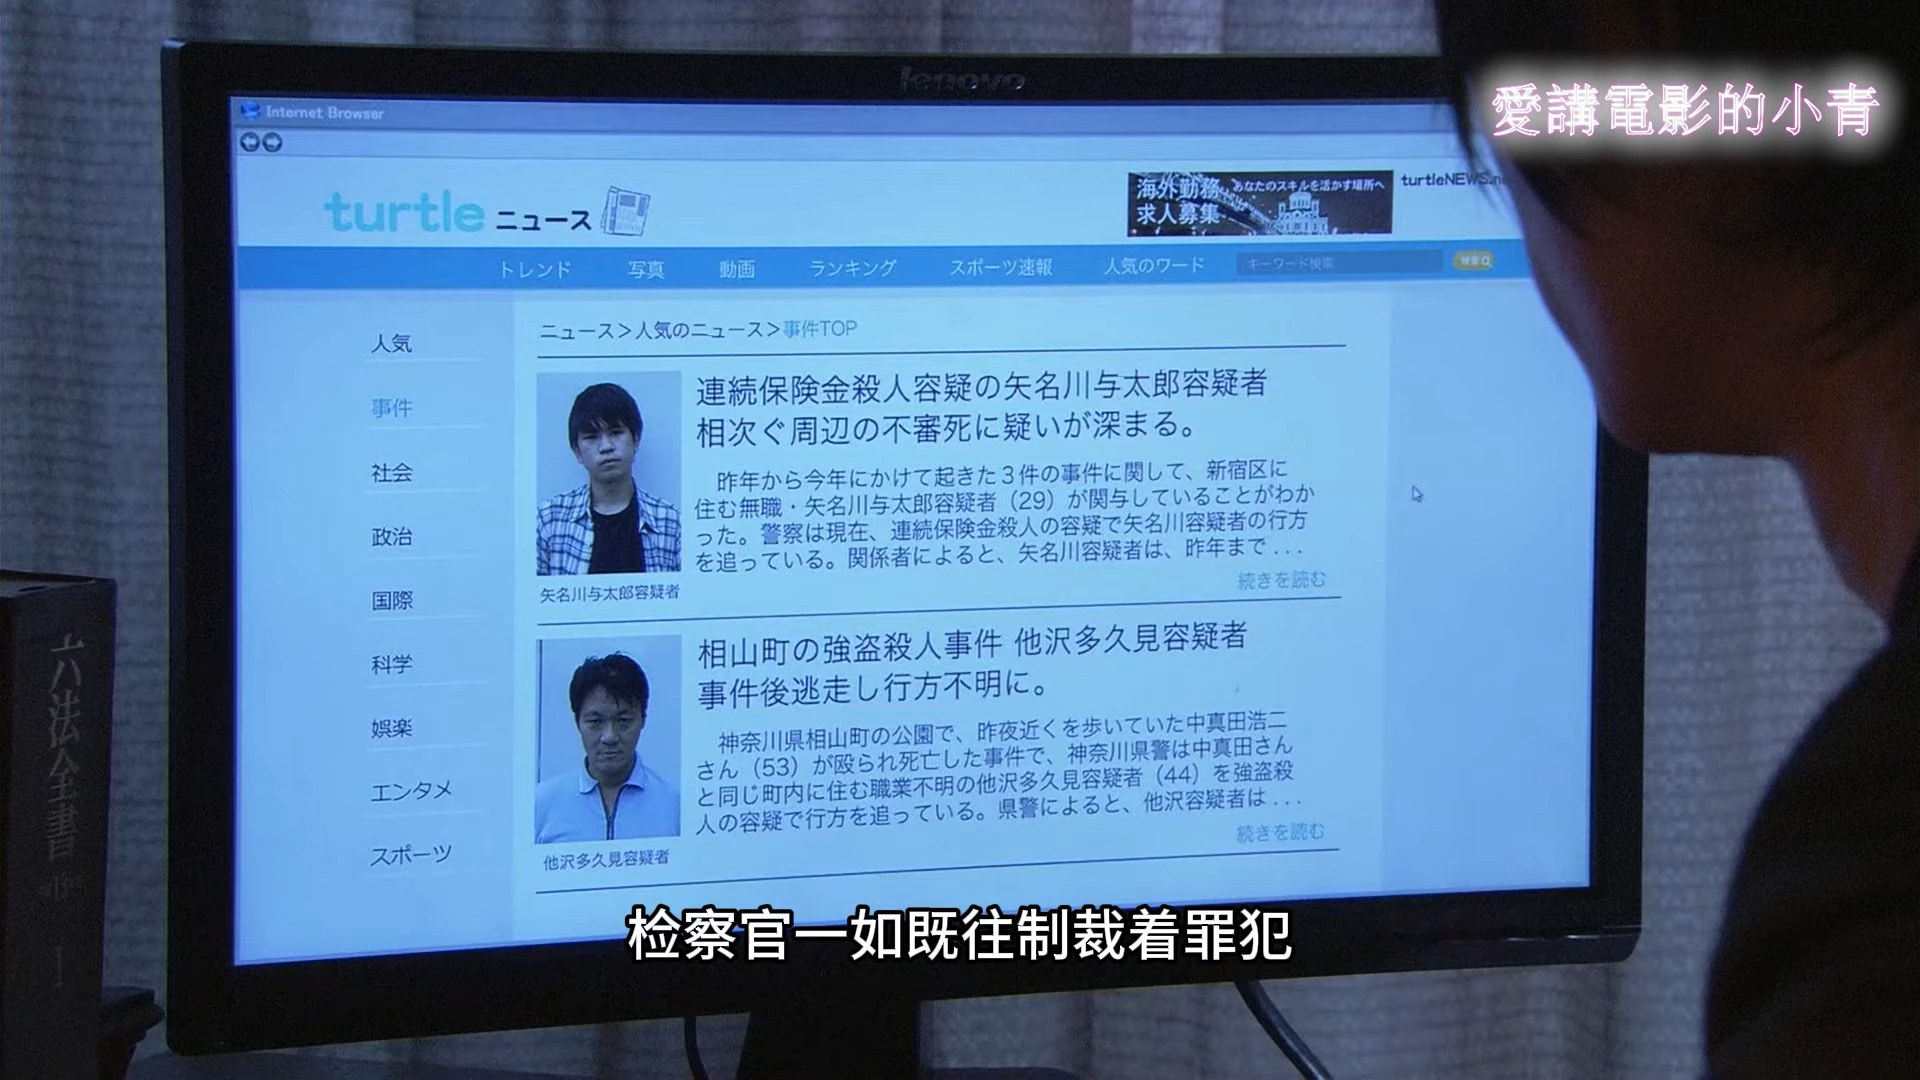 lenovo
愛講電影的小青
Internet Browser
turtle ニュース
海外勤務 あなたのスキルを活かす場所へ
求人募集
turtleNEWS.n
トレンド 写真 動画 ランキング スポーツ速報 人気のワード キーワード検索 検索
人気
事件
社会
政治
国際
科学
娯楽
エンタメ
スポーツ
ニュース>人気のニュース>事件TOP
連続保険金殺人容疑の矢名川与太郎容疑者
相次ぐ周辺の不審死に疑いが深まる。
昨年から今年にかけて起きた3件の事件に関して、新宿区に
住む無職・矢名川与太郎容疑者(29)が関与していることがわか
った。警察は現在、連続保険金殺人の容疑で矢名川容疑者の行方
を追っている。関係者によると、矢名川容疑者は、昨年まで...
続きを読む
矢名川与太郎容疑者
相山町の強盗殺人事件 他沢多久見容疑者
事件後逃走し行方不明に。
神奈川県相山町の公園で、昨夜近くを歩いていた中真田浩二
さん(53)が殴られ死亡した事件で、神奈川県警は中真田さん
と同じ町内に住む職業不明の他沢多久見容疑者(44)を強盗殺
人の容疑で行方を追っている。県警によると、他沢容疑者は...
続きを読む
他沢多久見容疑者
六法全書
I
检察官一如既往制裁着罪犯